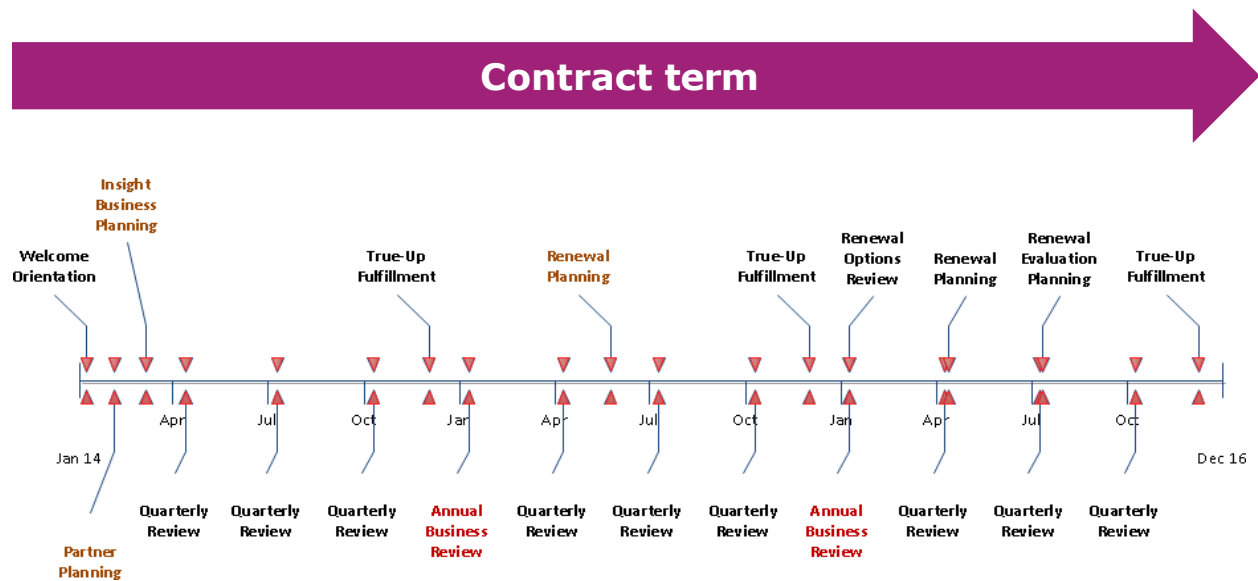 Contract term
Insight
Business
Planning
Welcome
Orientation
True-Up
Fulfillment
Renewal
Planning
True-Up
Fulfillment
Renewal
Options
Review
Renewal
Planning
Renewal
Evaluation
Planning
True-Up
Fulfillment
Apr
Jul
Oct
Jan
Apr
Jul
Oct
Jan
Apr
Jul
Oct
Jan 14
Dec 16
Quarterly
Review
Quarterly
Review
Quarterly
Review
Annual
Business
Review
Quarterly
Review
Quarterly
Review
Quarterly
Review
Annual
Business
Review
Quarterly
Review
Quarterly
Review
Quarterly
Review
Partner
Planning